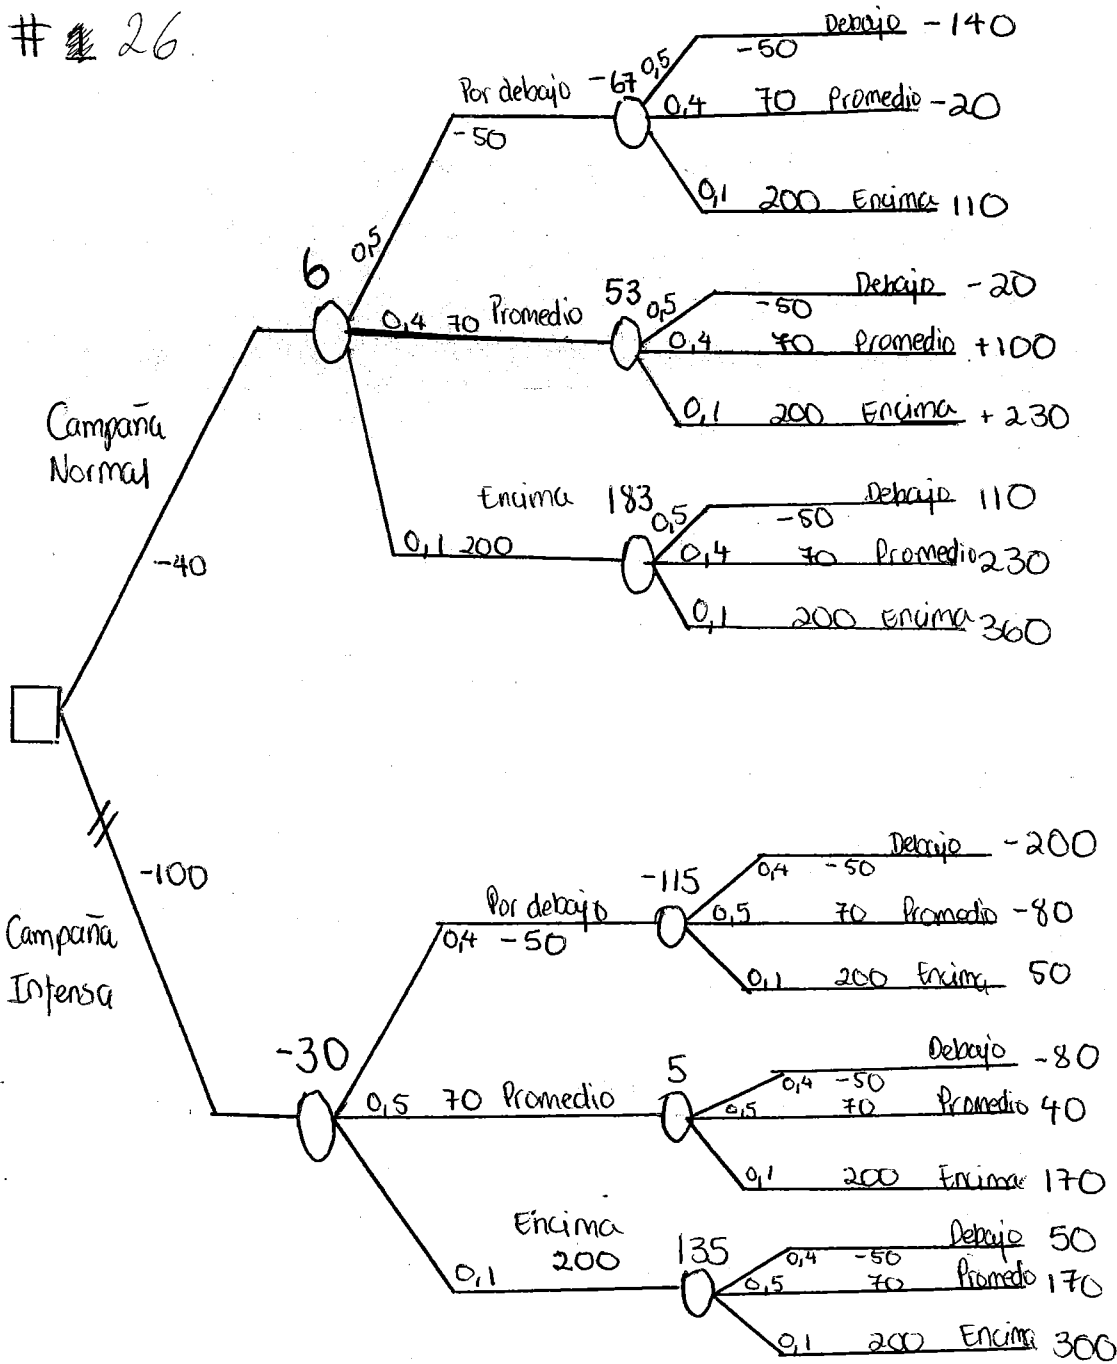 # 26.
Debajo -140
-50
0,5
Por debajo -67
0,4 70 Promedio -20
-50
0,1 200 Encima 110
0,5
6
Debajo -20
53 0,5 -50
0,4 70 Promedio
0,4 70 Promedio +100
0,1 200 Encima +230
Campaña
Normal
Encima 183
Debajo 110
0,5 -50
0,1 200
0,4 70 Promedio 230
-40
0,1 200 Encima 360
Debajo -200
-100
-115
0,4 -50
Por debajo
0,4 -50
0,5 70 Promedio -80
Campaña
Intensa
0,1 200 Encima 50
-30
Debajo -80
5
0,4 -50
0,5 70 Promedio
0,5 70 Promedio 40
0,1 200 Encima 170
Encima
200
Debajo 50
135
0,4 -50
0,1
0,5 70 Promedo 170
0,1 200 Encima 300